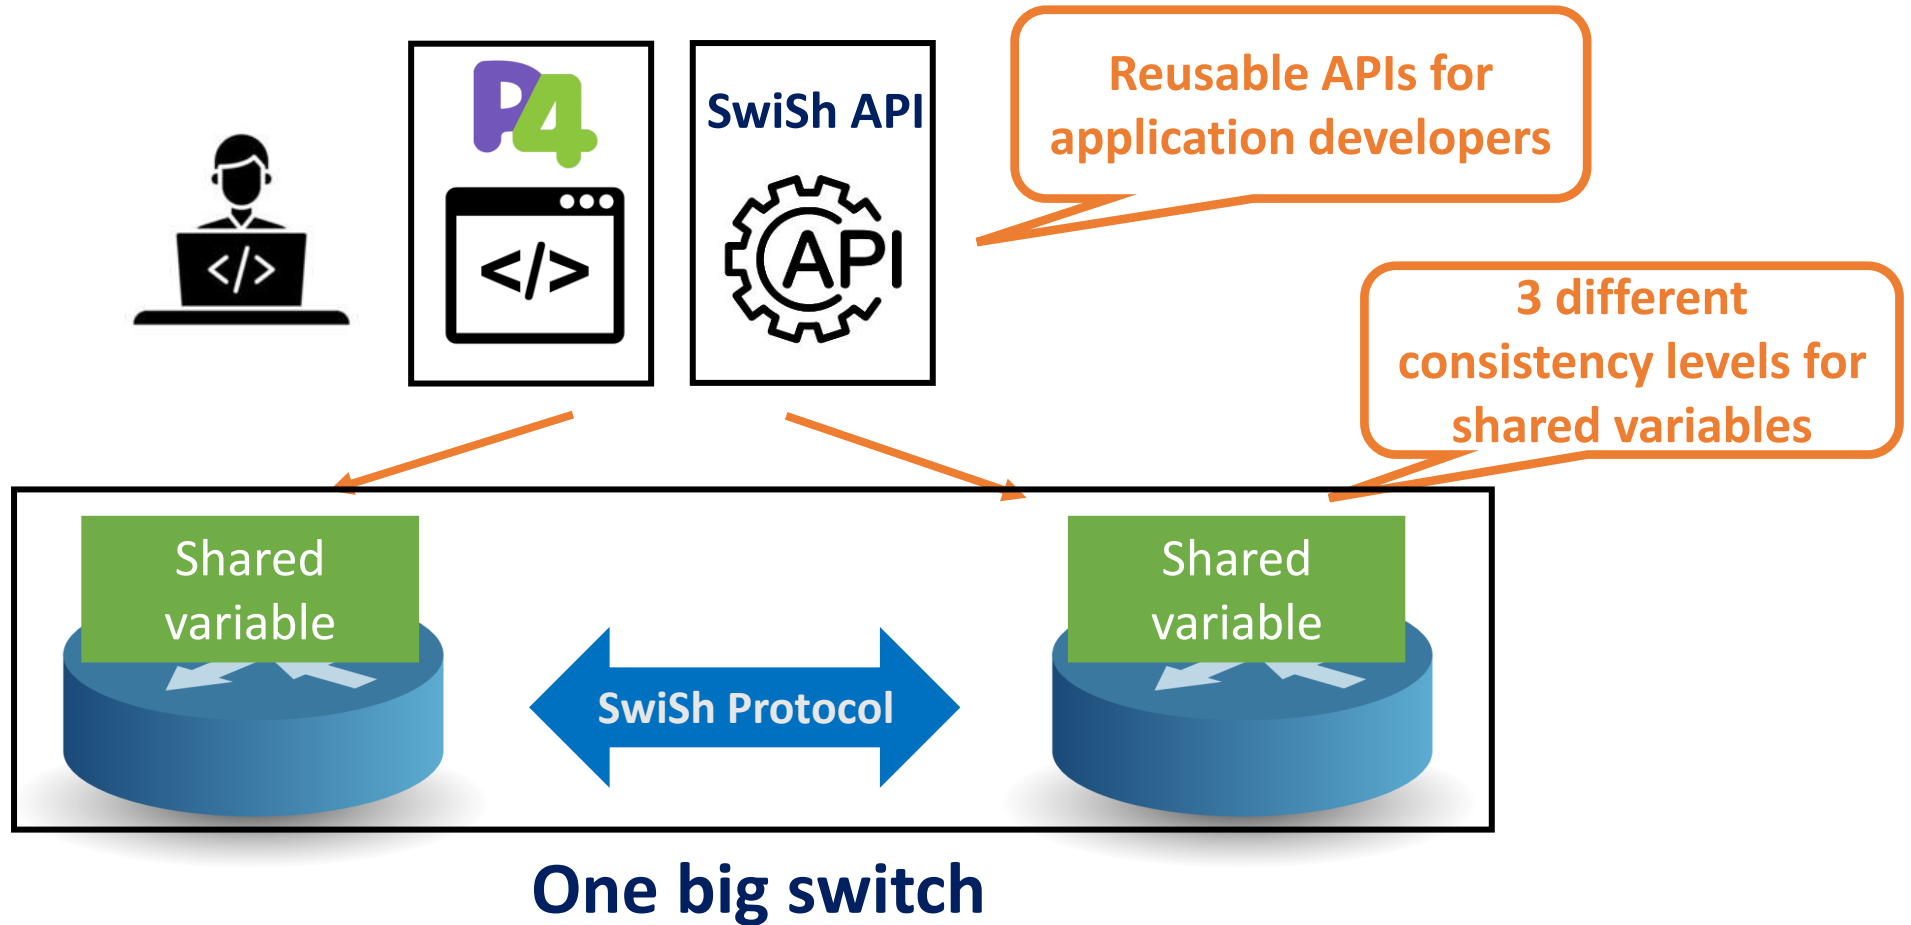 P4
SwiSh API
</>
</>
API
Reusable APIs for
application developers
3 different
consistency levels for
shared variables
Shared
variable
Shared
variable
SwiSh Protocol
One big switch